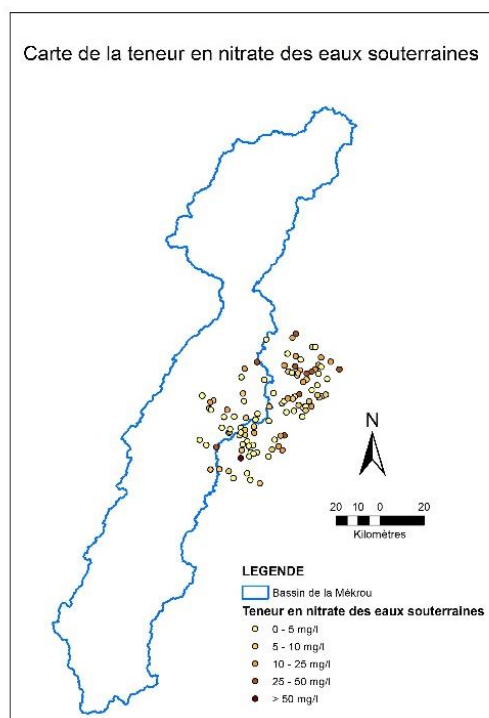 Carte de la teneur en nitrate des eaux souterraines
N
20 10 0 20
Kilomètres
LEGENDE
Bassin de la Mékrou
Teneur en nitrate des eaux souterraines
0 - 5 mg/l
5 - 10 mg/l
10 - 25 mg/l
25 - 50 mg/l
> 50 mg/l